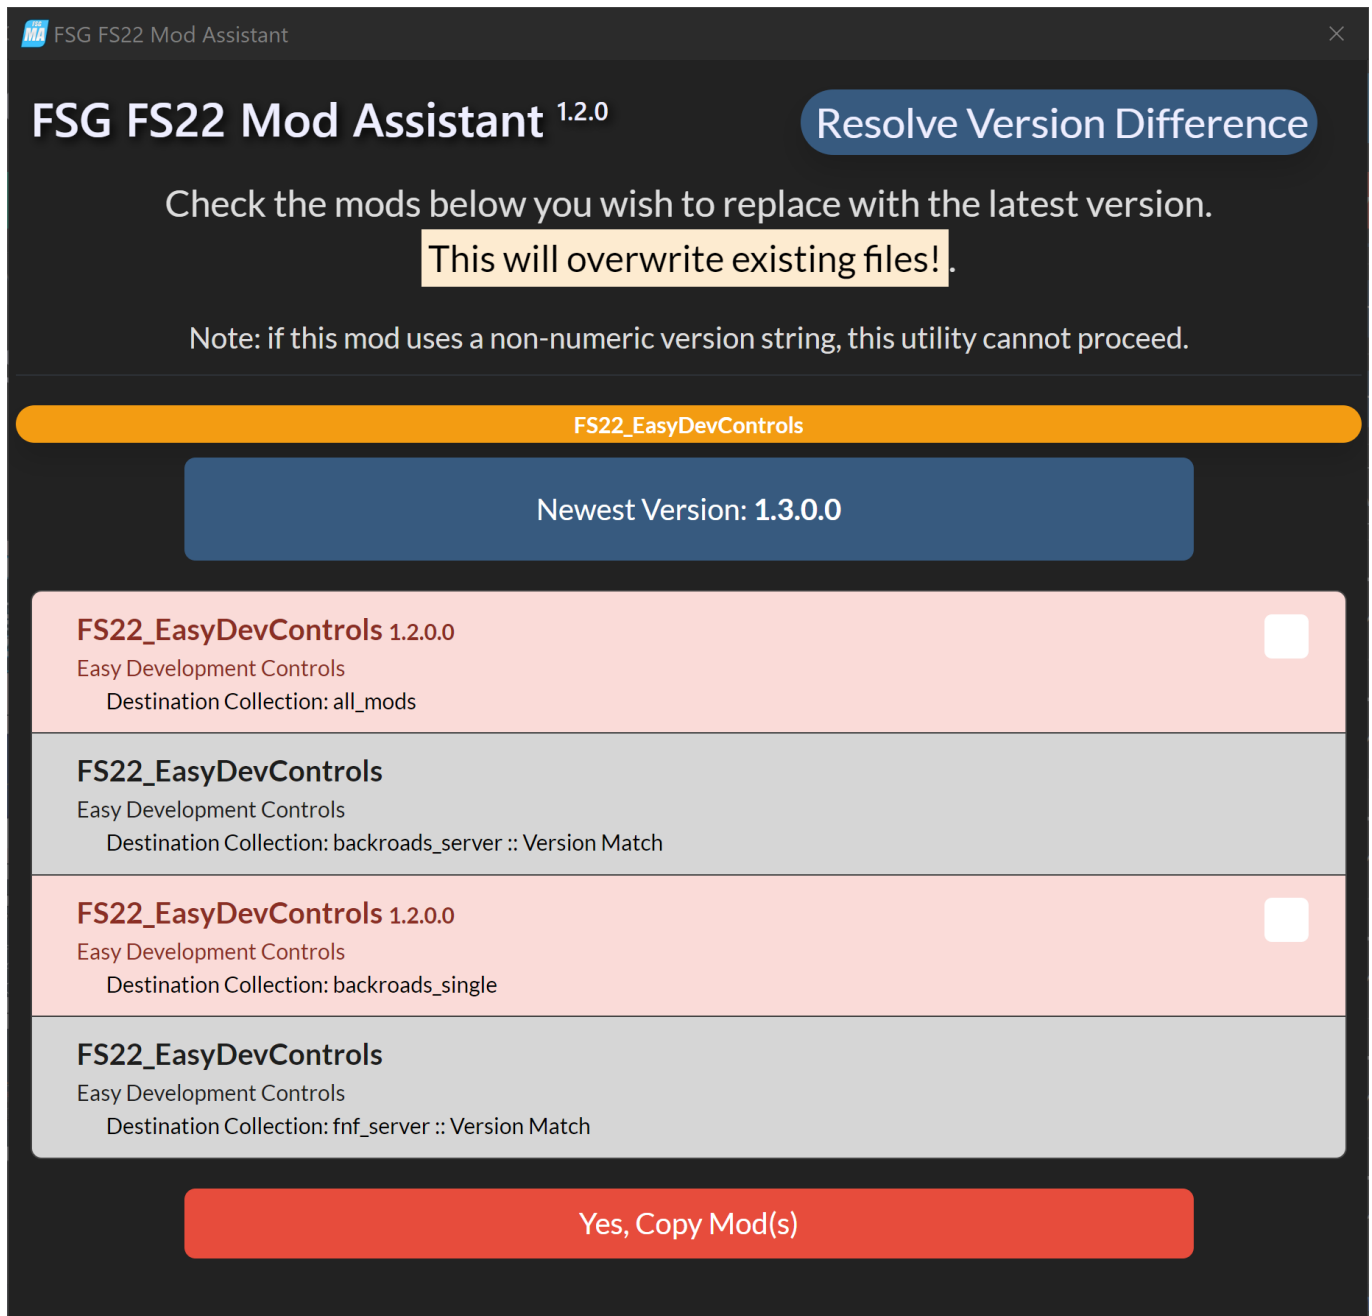 FSG MA FSG FS22 Mod Assistant
FSG FS22 Mod Assistant 1.2.0
Resolve Version Difference
Check the mods below you wish to replace with the latest version.
This will overwrite existing files! .
Note: if this mod uses a non-numeric version string, this utility cannot proceed.
FS22_EasyDevControls
Newest Version: 1.3.0.0
FS22_EasyDevControls 1.2.0.0
Easy Development Controls
Destination Collection: all_mods
FS22_EasyDevControls
Easy Development Controls
Destination Collection: backroads_server :: Version Match
FS22_EasyDevControls 1.2.0.0
Easy Development Controls
Destination Collection: backroads_single
FS22_EasyDevControls
Easy Development Controls
Destination Collection: fnf_server :: Version Match
Yes, Copy Mod(s)